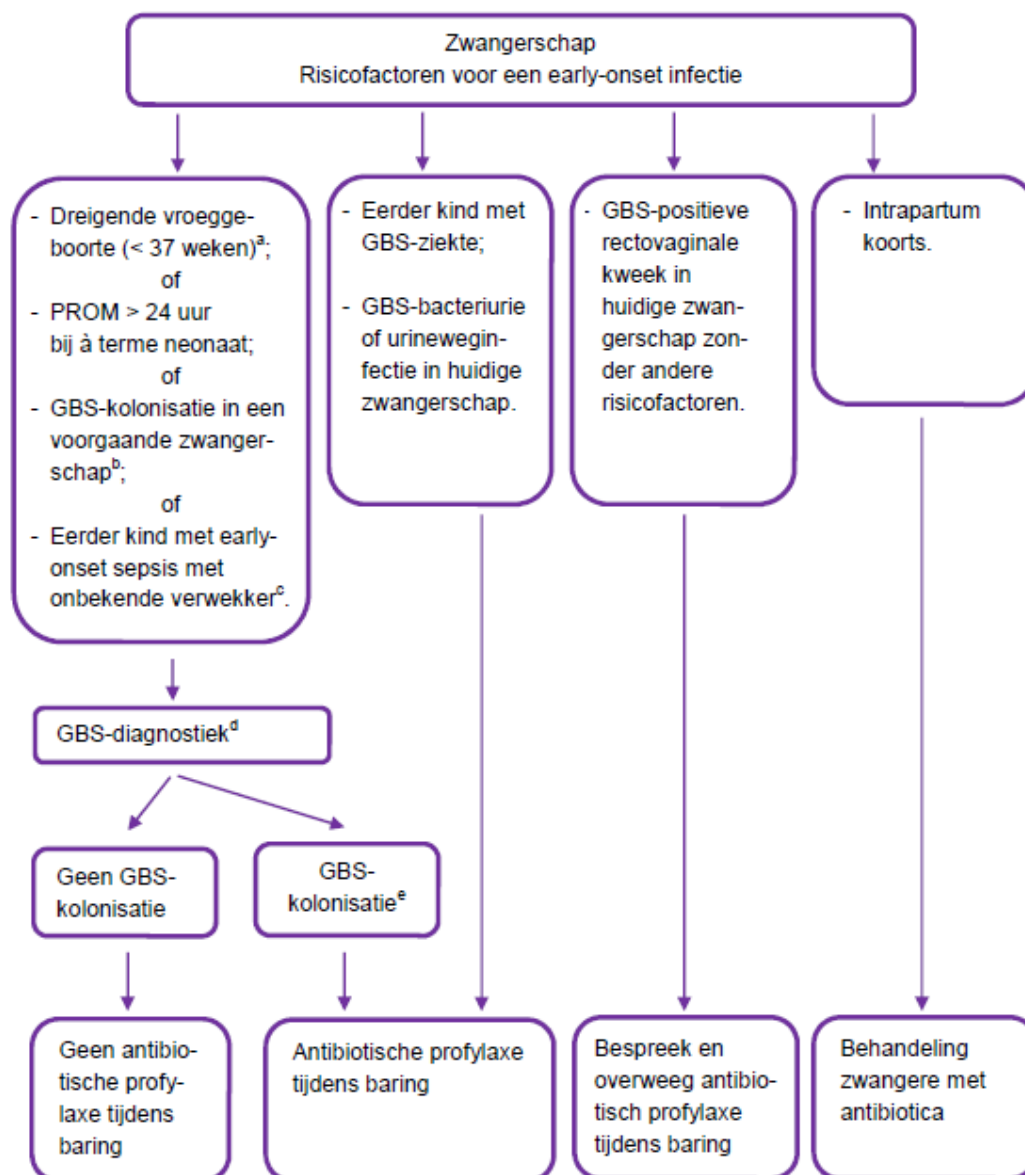 Zwangerschap
Risicofactoren voor een early-onset infectie
- Dreigende vroegge-
boorte (< 37 weken)a;
of
- PROM > 24 uur
bij à terme neonaat;
of
- GBS-kolonisatie in een
voorgaande zwanger-
schapb;
of
- Eerder kind met early-
onset sepsis met
onbekende verwekkerc.
- Eerder kind met
GBS-ziekte;
- GBS-bacteriurie
of urineweginfectie
fectie in huidige
zwangerschap.
- GBS-positieve
rectovaginale
kweek in
huidige zwan-
gerschap zon-
der andere
risicofactoren.
- Intrapartum
koorts.
GBS-diagnostiekd
Geen GBS-
kolonisatie
GBS-
kolonisatiee
Geen antibio-
tische profy-
laxe tijdens
baring
Antibiotische profylaxe
tijdens baring
Bespreek en
overweeg antibio-
tisch profylaxe
tijdens baring
Behandeling
zwangere met
antibiotica